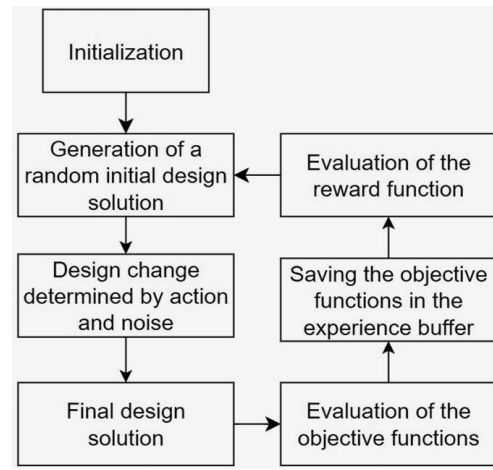 Initialization
Generation of a
random initial design
solution
Evaluation of the
reward function
Design change
determined by action
and noise
Saving the objective
functions in the
experience buffer
Final design
solution
Evaluation of the
objective functions